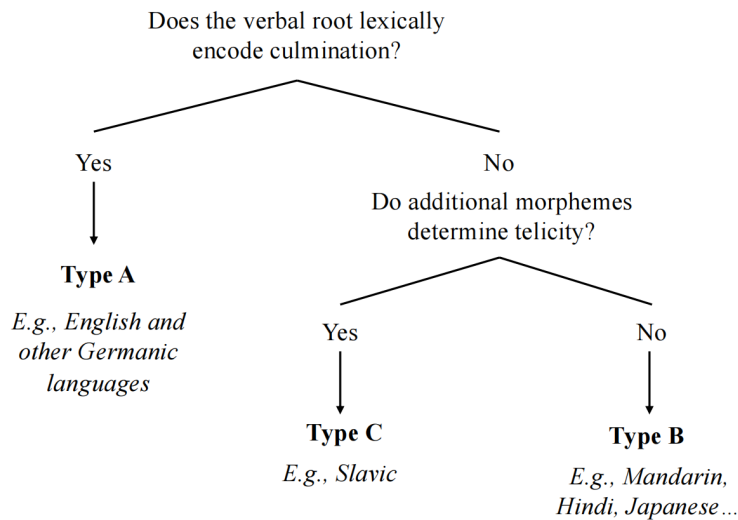 Does the verbal root lexically
encode culmination?
Yes
No
Do additional morphemes
determine telicity?
Type A
E.g., English and
other Germanic
languages
Yes
No
Type C
E.g., Slavic
Type B
E.g., Mandarin,
Hindi, Japanese…